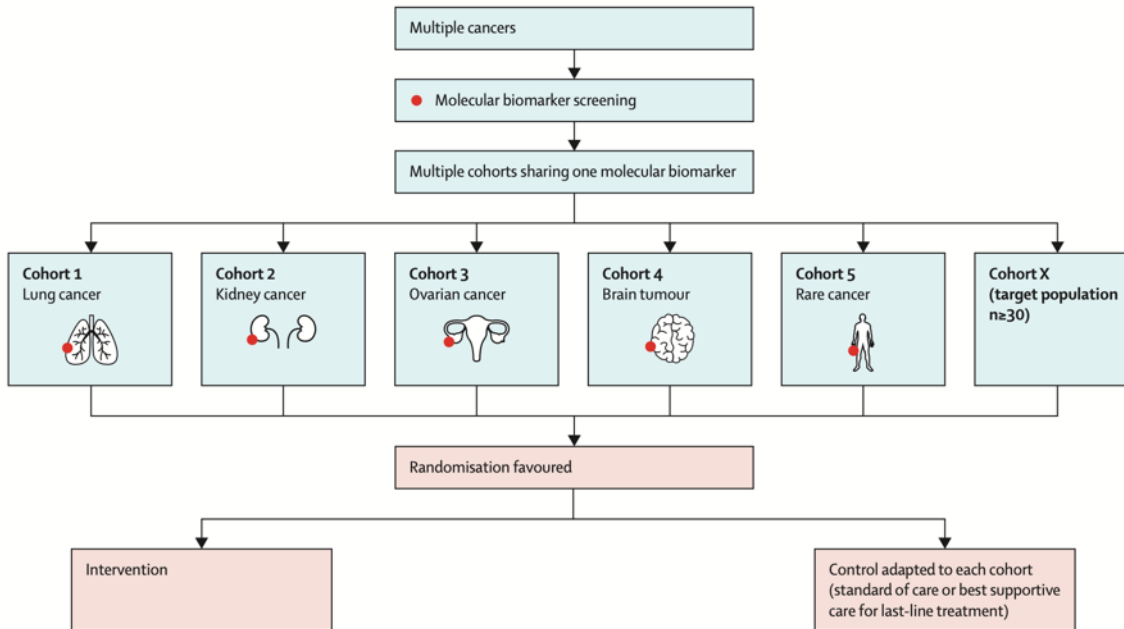 Multiple cancers
Molecular biomarker screening
Multiple cohorts sharing one molecular biomarker
Cohort 1
Lung cancer
Cohort 2
Kidney cancer
Cohort 3
Ovarian cancer
Cohort 4
Brain tumour
Cohort 5
Rare cancer
Cohort X
(target population
n≥30)
Randomisation favoured
Intervention
Control adapted to each cohort
(standard of care or best supportive
care for last-line treatment)